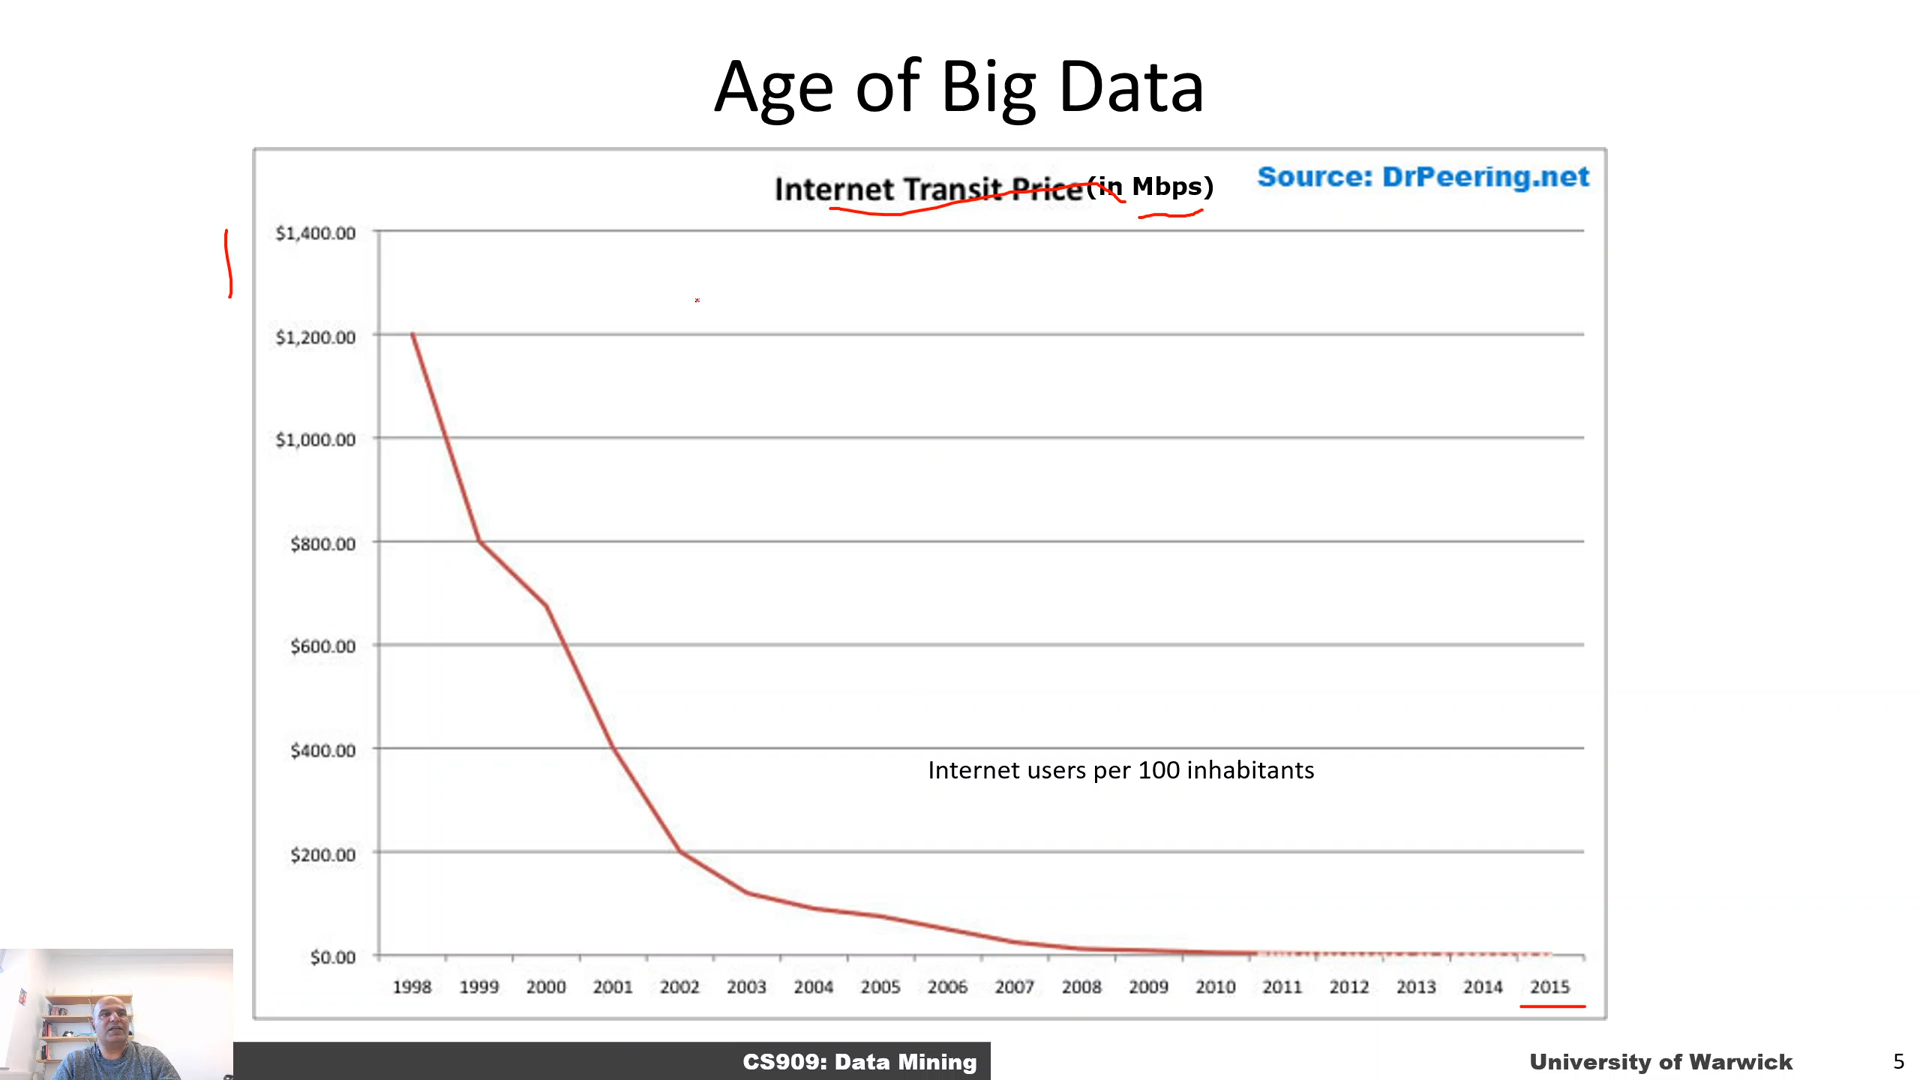 Age of Big Data
Internet Transit Price(in Mbps)
Source: DrPeering.net
$1,400.00
$1,200.00
$1,000.00
$800.00
$600.00
$400.00
Internet users per 100 inhabitants
$200.00
$0.00
1998 1999 2000 2001 2002 2003 2004 2005 2006 2007 2008 2009 2010 2011 2012 2013 2014 2015
CS909: Data Mining
University of Warwick
5